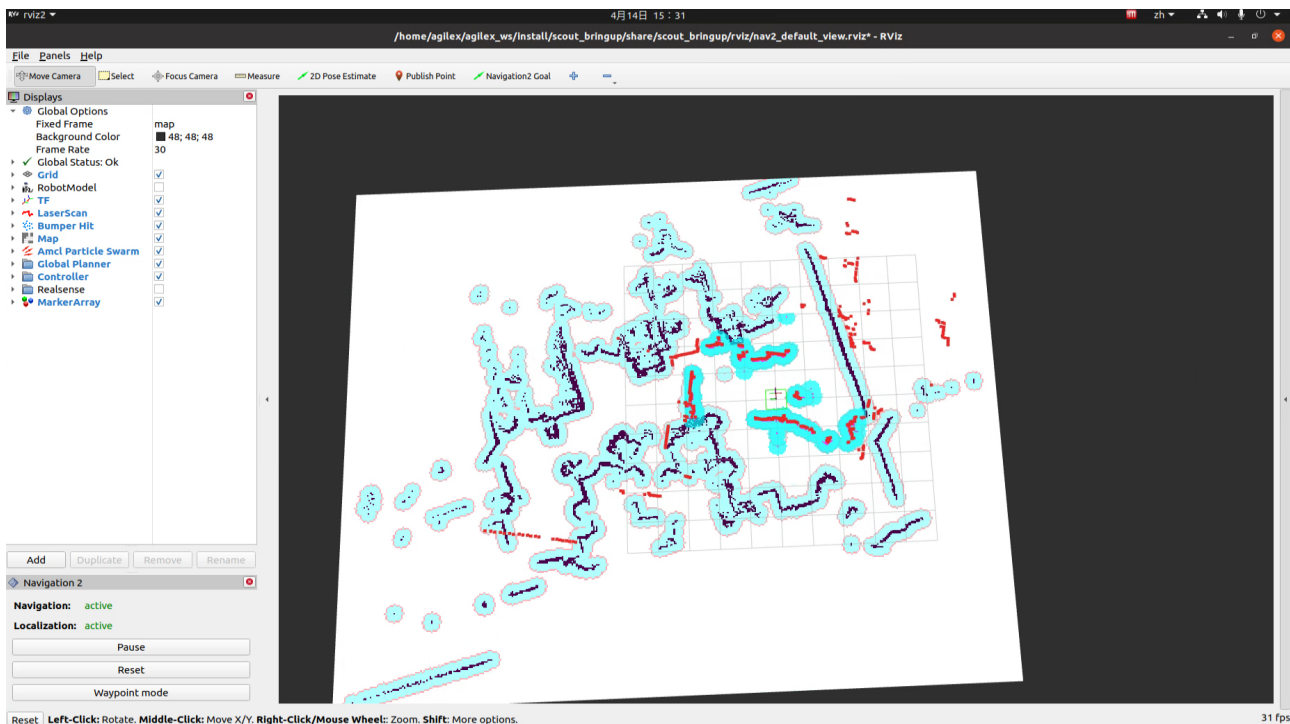 rviz2
4月14日 15：31
zh
/home/agilex/agilex_ws/install/scout_bringup/share/scout_bringup/rviz/nav2_default_view.rviz* - RViz
File Panels Help
Move Camera Select Focus Camera Measure 2D Pose Estimate Publish Point Navigation2 Goal
Displays
Global Options
Fixed Frame map
Background Color 48; 48; 48
Frame Rate 30
Global Status: Ok
Grid
RobotModel
TF
LaserScan
Bumper Hit
Map
Amcl Particle Swarm
Global Planner
Controller
Realsense
MarkerArray
Add Duplicate Remove Rename
Navigation 2
Navigation: active
Localization: active
Pause
Reset
Waypoint mode
Reset Left-Click: Rotate. Middle-Click: Move X/Y. Right-Click/Mouse Wheel:: Zoom. Shift: More options. 31 fps